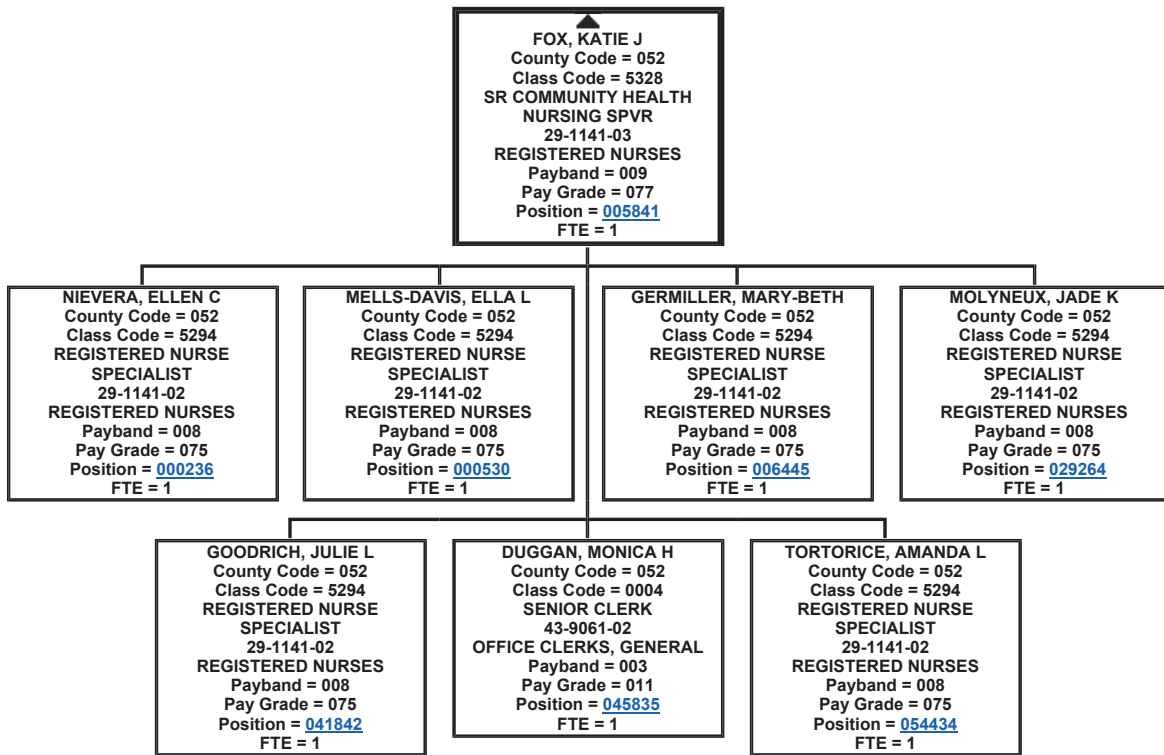 FOX, KATIE J
County Code = 052
Class Code = 5328
SR COMMUNITY HEALTH
NURSING SPVR
29-1141-03
REGISTERED NURSES
Payband = 009
Pay Grade = 077
Position = 005841
FTE = 1
NIEVERA, ELLEN C
County Code = 052
Class Code = 5294
REGISTERED NURSE
SPECIALIST
29-1141-02
REGISTERED NURSES
Payband = 008
Pay Grade = 075
Position = 000236
FTE = 1
MELLS-DAVIS, ELLA L
County Code = 052
Class Code = 5294
REGISTERED NURSE
SPECIALIST
29-1141-02
REGISTERED NURSES
Payband = 008
Pay Grade = 075
Position = 000530
FTE = 1
GERMILLER, MARY-BETH
County Code = 052
Class Code = 5294
REGISTERED NURSE
SPECIALIST
29-1141-02
REGISTERED NURSES
Payband = 008
Pay Grade = 075
Position = 006445
FTE = 1
MOLYNEUX, JADE K
County Code = 052
Class Code = 5294
REGISTERED NURSE
SPECIALIST
29-1141-02
REGISTERED NURSES
Payband = 008
Pay Grade = 075
Position = 029264
FTE = 1
GOODRICH, JULIE L
County Code = 052
Class Code = 5294
REGISTERED NURSE
SPECIALIST
29-1141-02
REGISTERED NURSES
Payband = 008
Pay Grade = 075
Position = 041842
FTE = 1
DUGGAN, MONICA H
County Code = 052
Class Code = 0004
SENIOR CLERK
43-9061-02
OFFICE CLERKS, GENERAL
Payband = 003
Pay Grade = 011
Position = 045835
FTE = 1
TORTORICE, AMANDA L
County Code = 052
Class Code = 5294
REGISTERED NURSE
SPECIALIST
29-1141-02
REGISTERED NURSES
Payband = 008
Pay Grade = 075
Position = 054434
FTE = 1